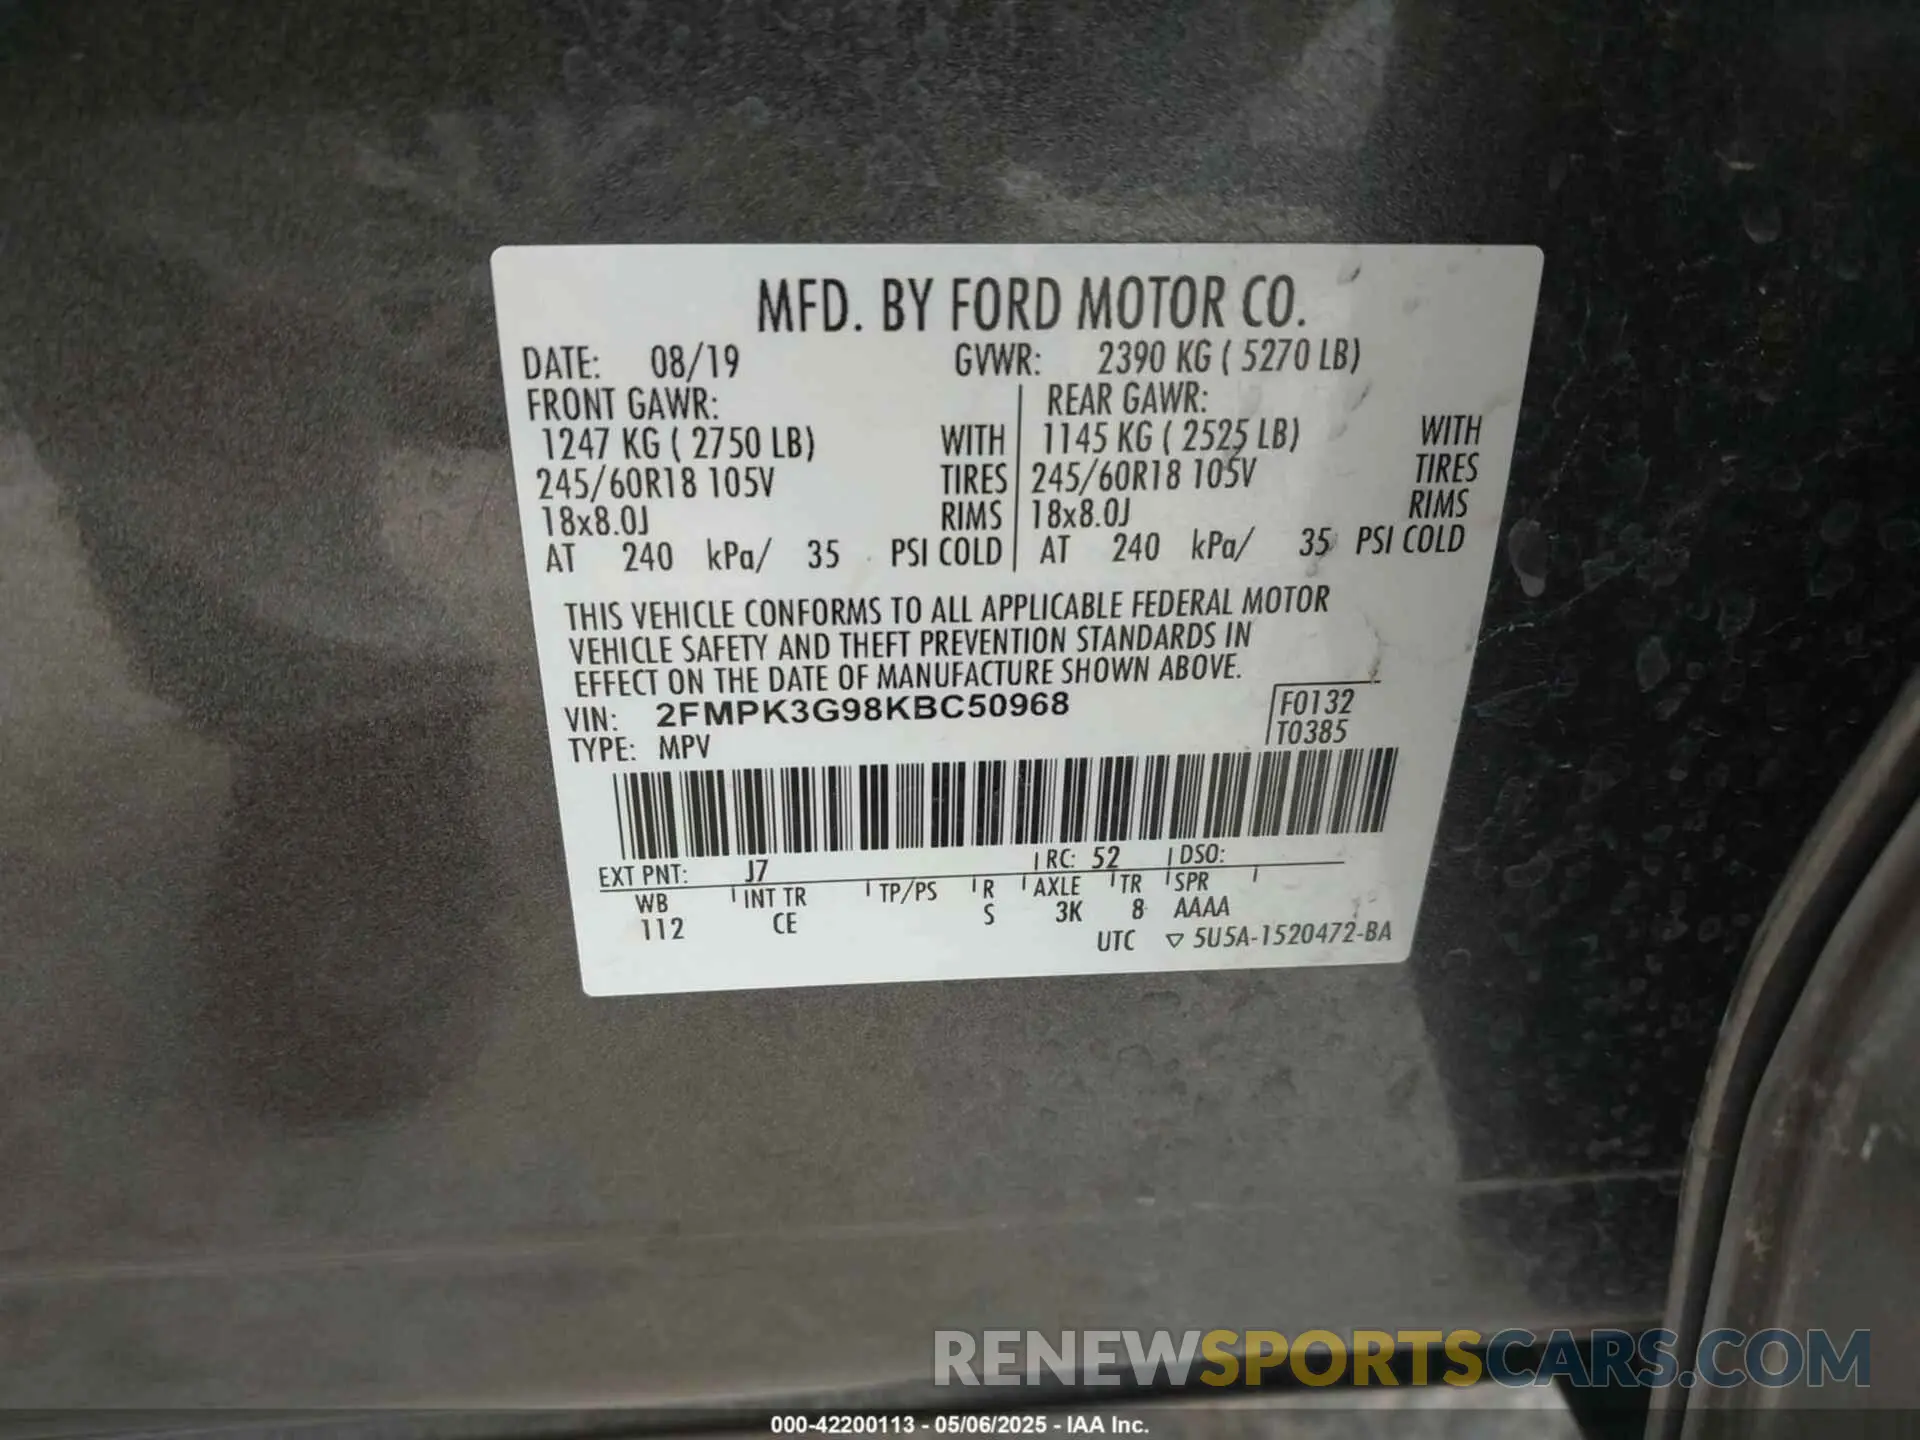 MFD. BY FORD MOTOR CO.
DATE: 08/19 GVWR: 2390 KG ( 5270 LB)
FRONT GAWR: REAR GAWR:
1247 KG ( 2750 LB) WITH 1145 KG ( 2525 LB) WITH
245/60R18 105V TIRES 245/60R18 105V TIRES
18x8.0J RIMS 18x8.0J RIMS
AT 240 kPa/ 35 PSI COLD AT 240 kPa/ 35 PSI COLD
THIS VEHICLE CONFORMS TO ALL APPLICABLE FEDERAL MOTOR
VEHICLE SAFETY AND THEFT PREVENTION STANDARDS IN
EFFECT ON THE DATE OF MANUFACTURE SHOWN ABOVE.
VIN: 2FMPK3G98KBC50968 F0132
TYPE: MPV T0385
EXT PNT: J7 RC: 52 DSO:
WB INT TR TP/PS R AXLE TR SPR
112 CE S 3K 8 AAAA
UTC ▽ 5U5A-1520472-BA
RENEWSPORTSCARS.COM
000-42200113 - 05/06/2025 - IAA Inc.